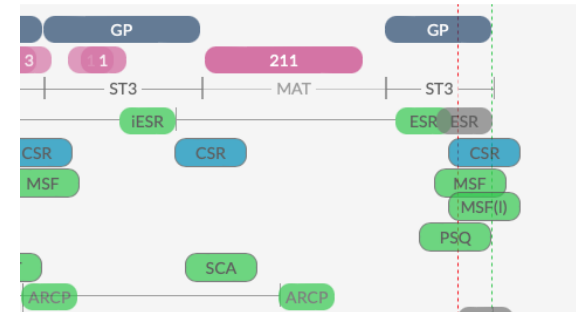 GP GP
3 1 1 211
ST3 MAT ST3
iESR ESR ESR
CSR CSR CSR
MSF MSF
MSF(I)
PSQ
SCA
ARCP ARCP